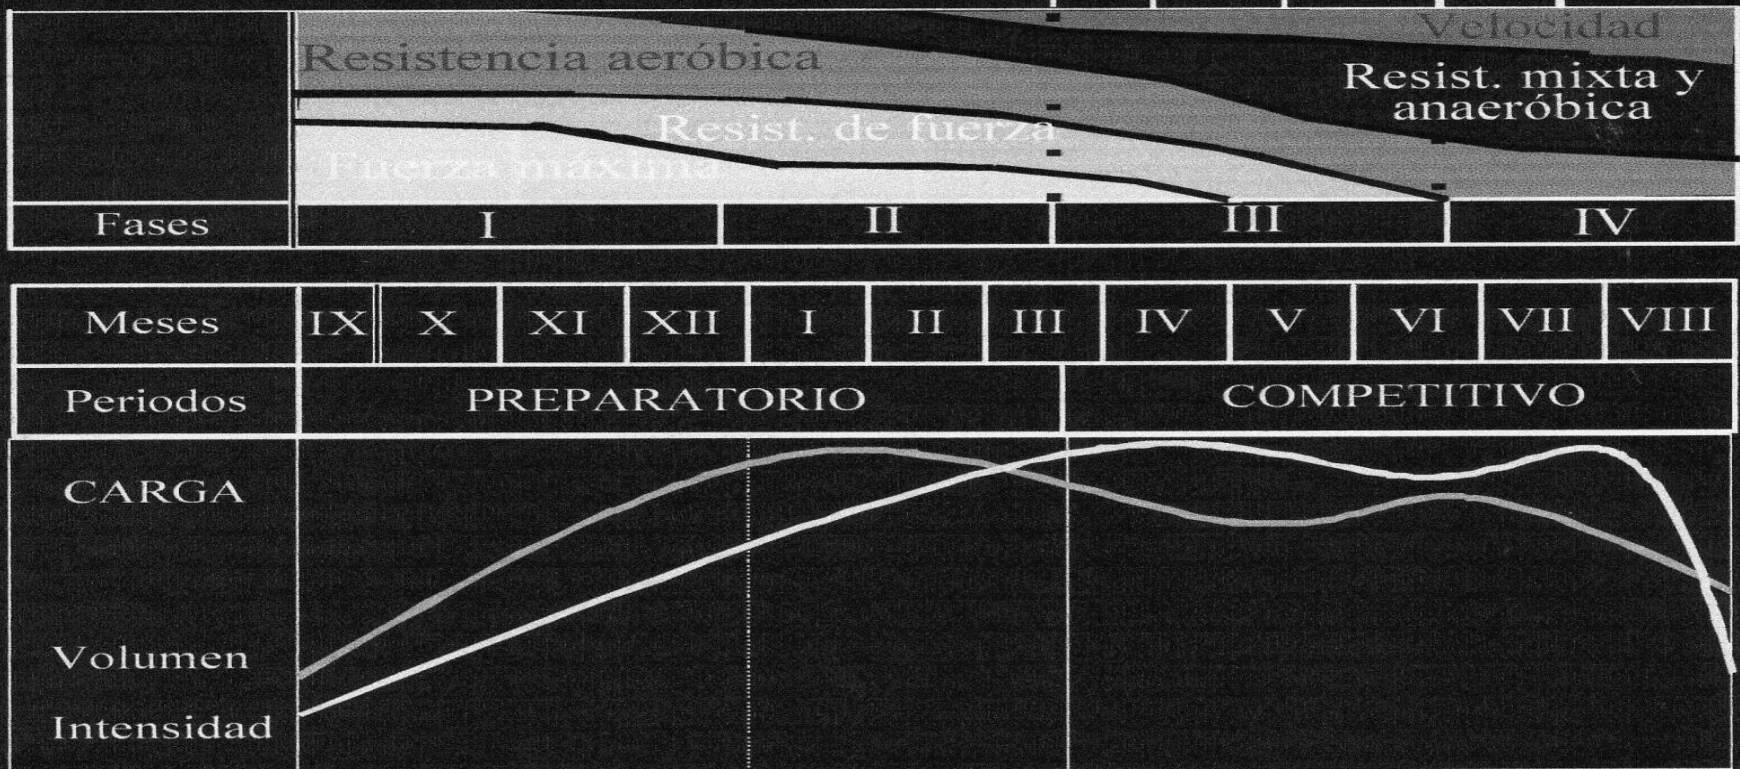 Velocidad
Resistencia aeróbica
Resist. mixta y
anaeróbica
Resist. de fuerza
Fuerza máxima
Fases I II III IV
Meses IX X XI XII I II III IV V VI VII VIII
Periodos PREPARATORIO COMPETITIVO
CARGA
Volumen
Intensidad